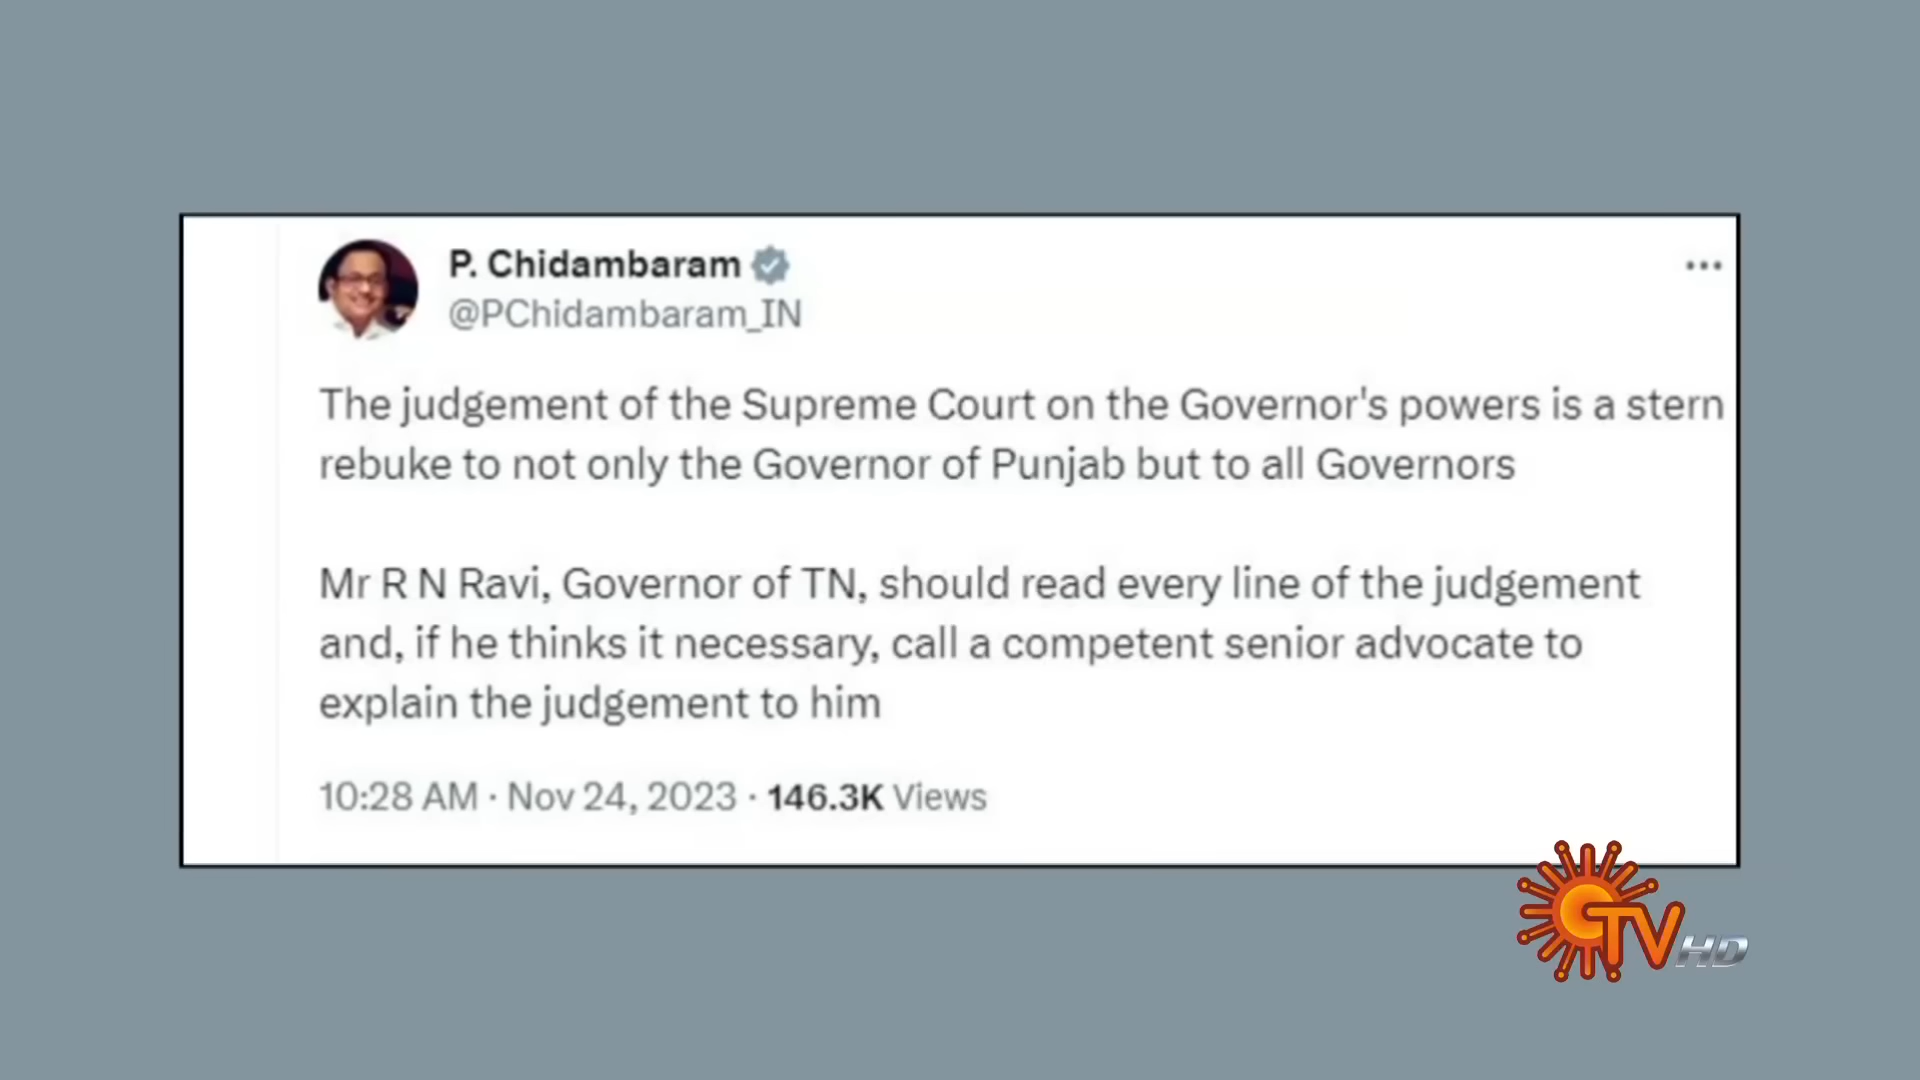 P. Chidambaram
@PChidambaram_IN
The judgement of the Supreme Court on the Governor's powers is a stern
rebuke to not only the Governor of Punjab but to all Governors
Mr R N Ravi, Governor of TN, should read every line of the judgement
and, if he thinks it necessary, call a competent senior advocate to
explain the judgement to him
10:28 AM · Nov 24, 2023 · 146.3K Views
TV HD